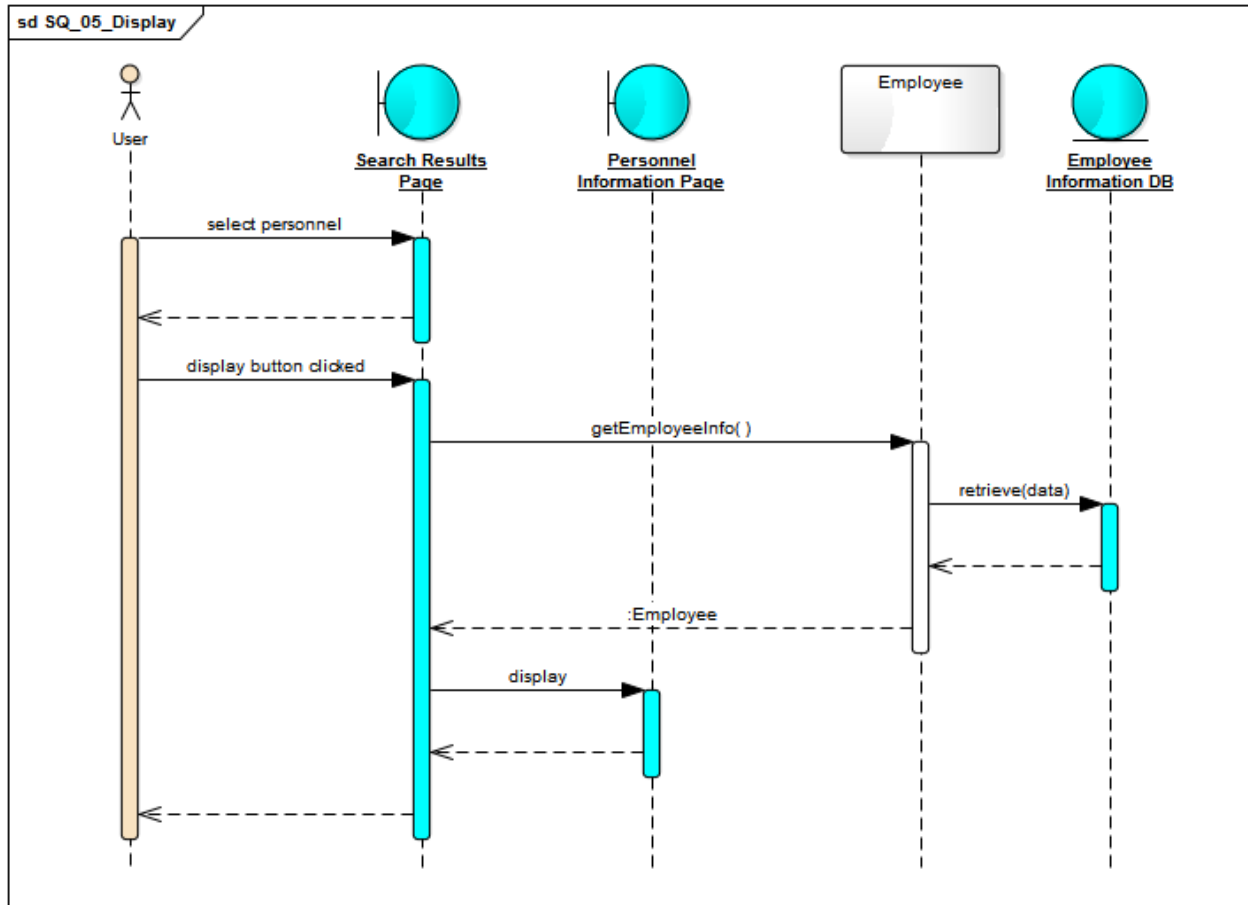 sd SQ_05_Display
User
Search Results
Page
Personnel
Information Page
Employee
Employee
Information DB
select personnel
display button clicked
getEmployeeInfo( )
retrieve(data)
:Employee
display